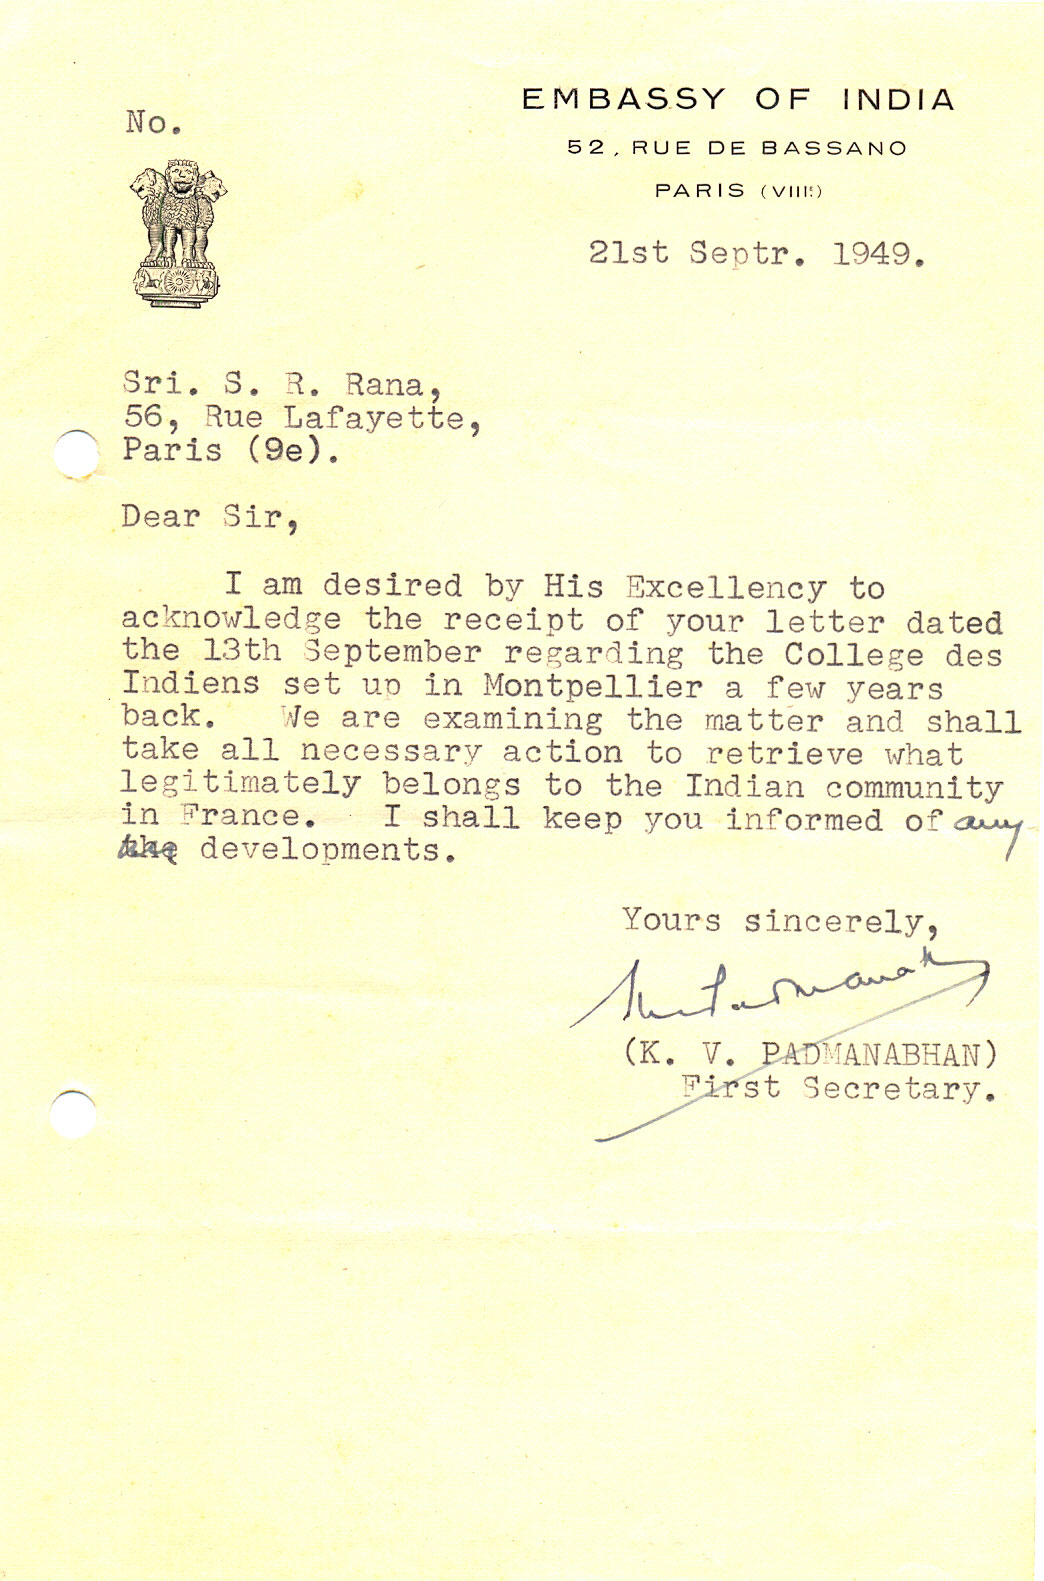 No.
EMBASSY OF INDIA
52, RUE DE BASSANO
PARIS (VIIIe)
21st Septr. 1949.
Sri. S. R. Rana,
56, Rue Lafayette,
Paris (9e).
Dear Sir,
I am desired by His Excellency to
acknowledge the receipt of your letter dated
the 13th September regarding the College des
Indiens set up in Montpellier a few years
back. We are examining the matter and shall
take all necessary action to retrieve what
legitimately belongs to the Indian community
in France. I shall keep you informed of any
the developments.
Yours sincerely,
(K. V. PADMANABHAN)
First Secretary.